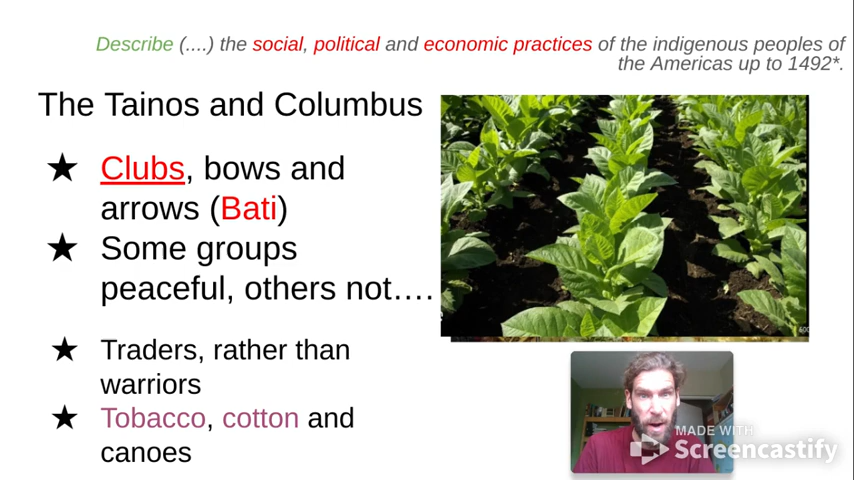 Describe (....) the social, political and economic practices of the indigenous peoples of
the Americas up to 1492*.
The Tainos and Columbus
★ Clubs, bows and
arrows (Bati)
★ Some groups
peaceful, others not....
★ Traders, rather than
warriors
★ Tobacco, cotton and
canoes
MADE WITH
Screencastify